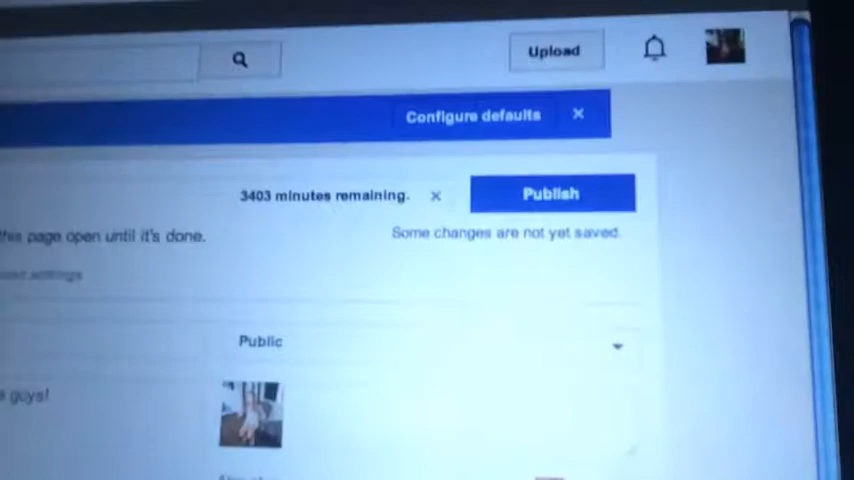 Upload
Configure defaults
3403 minutes remaining.
Publish
this page open until it's done.
Some changes are not yet saved.
settings
Public
guys!